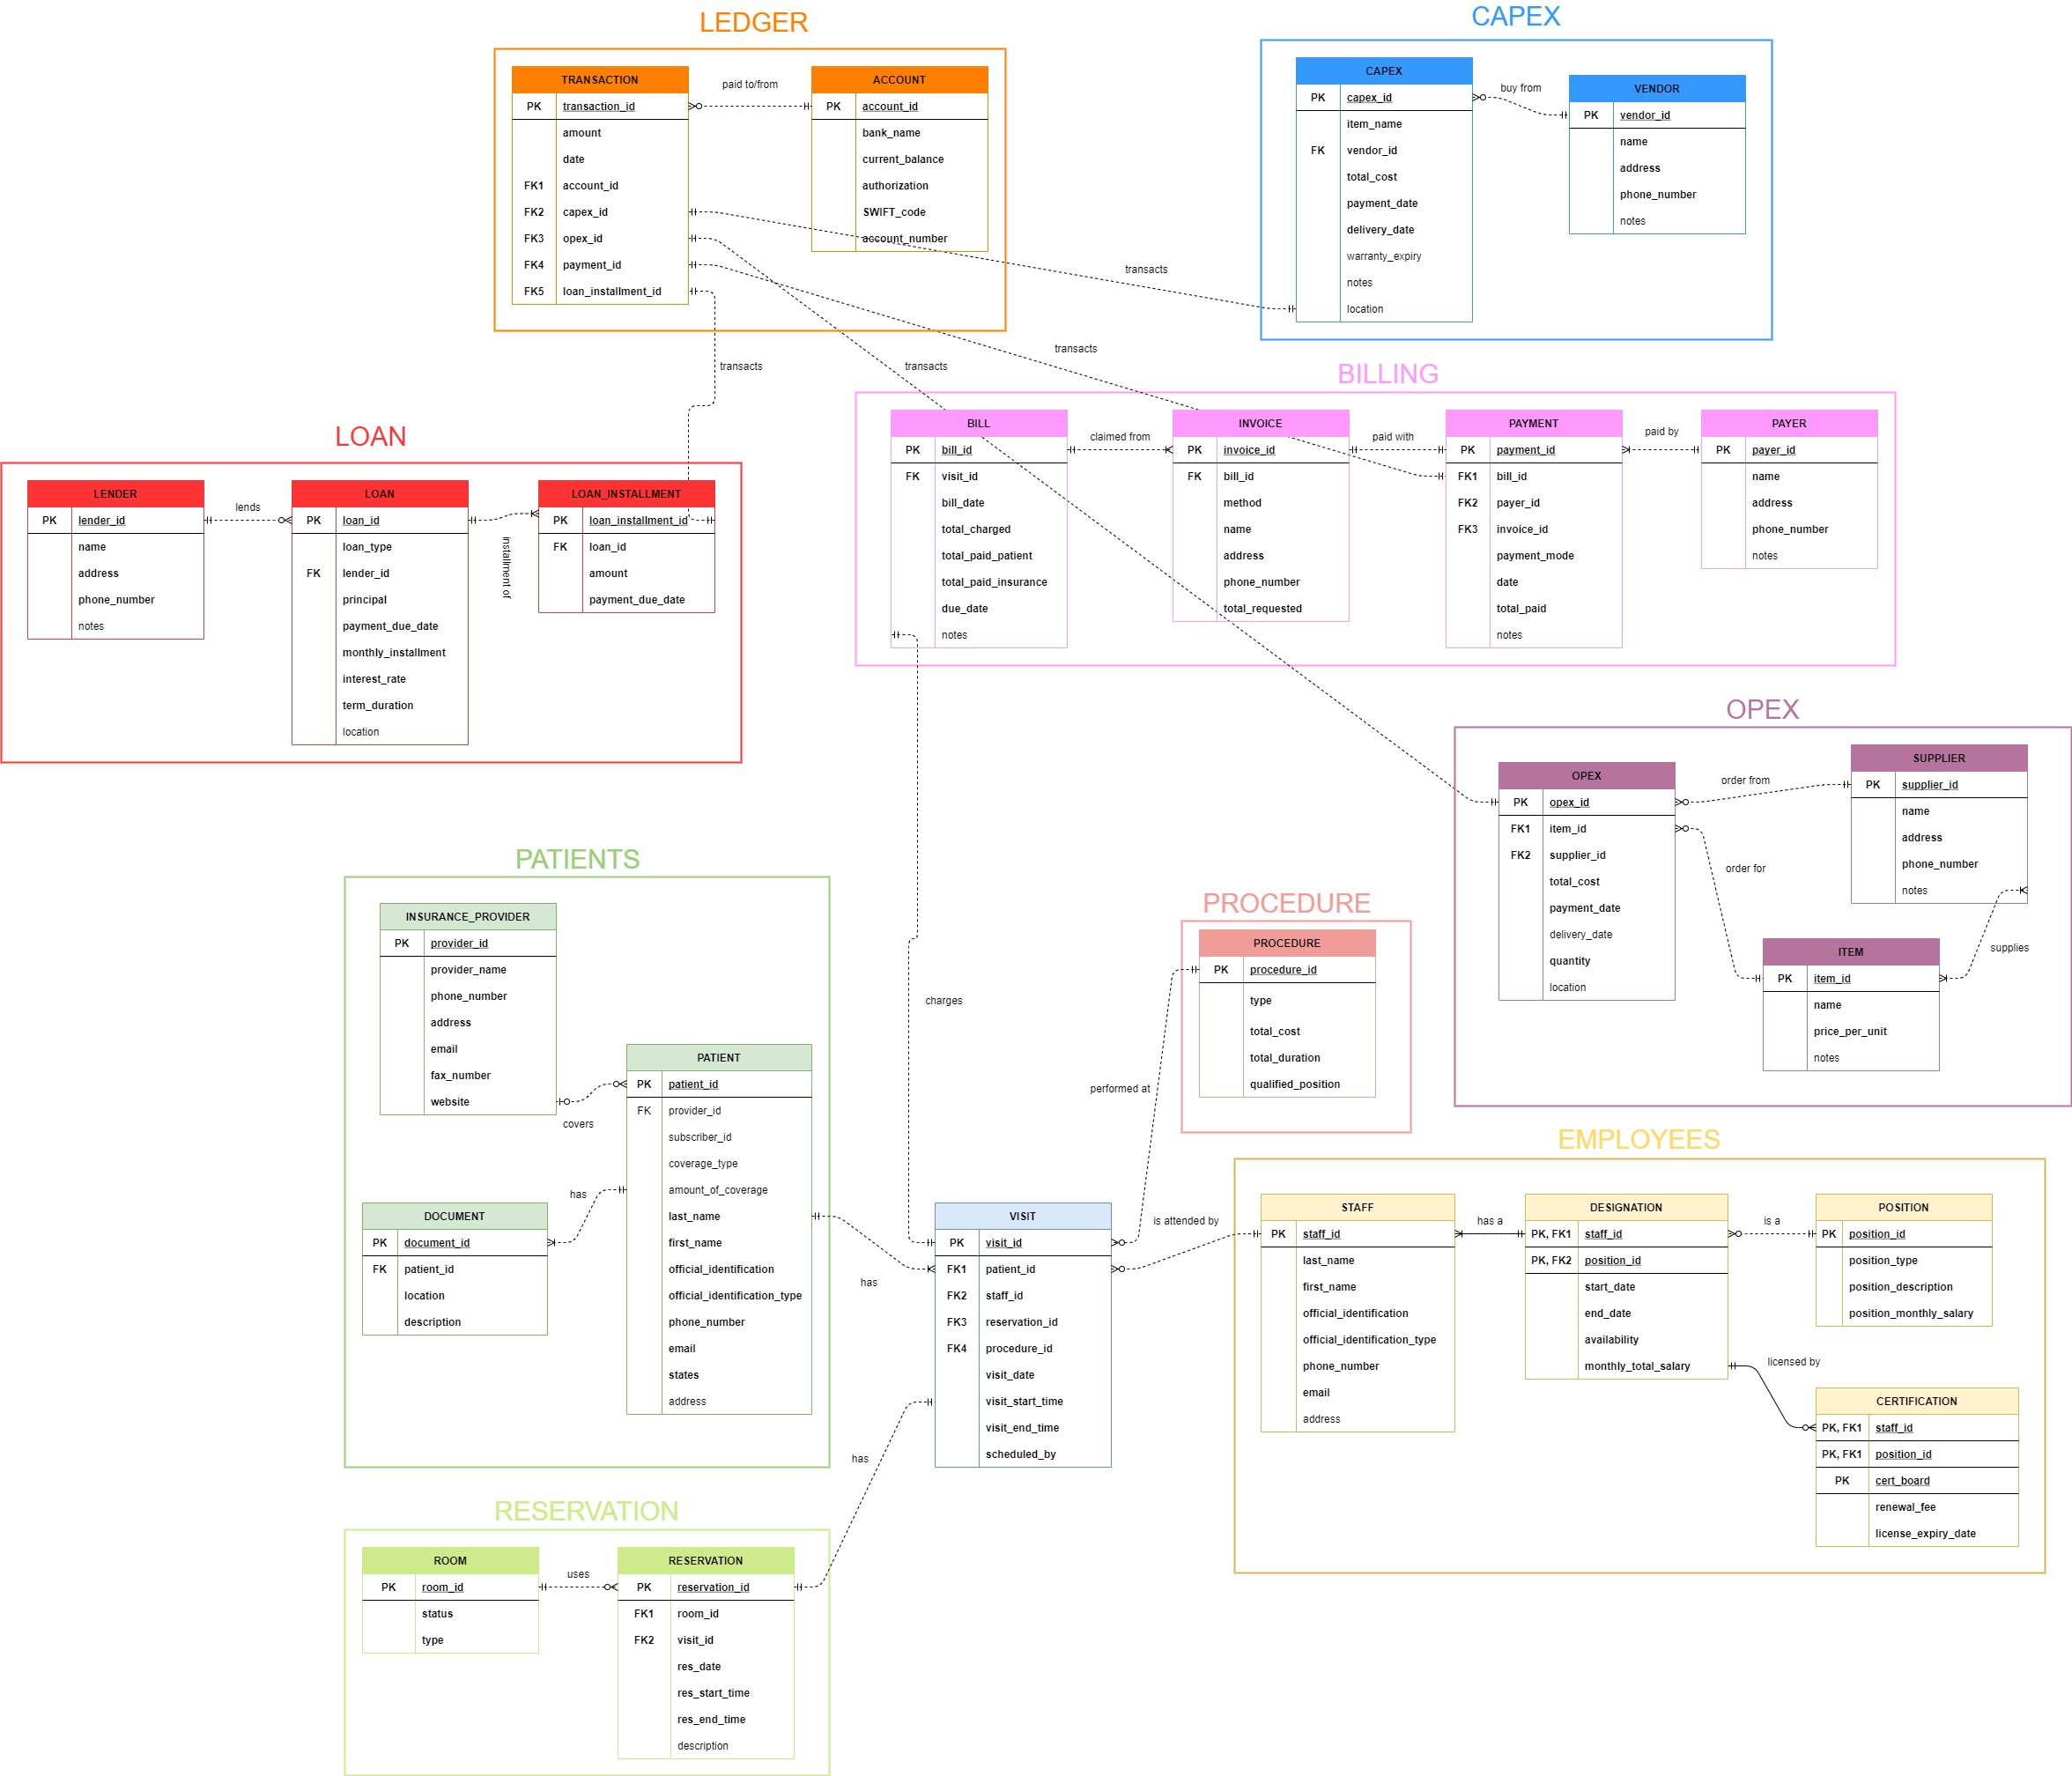 LEDGER
TRANSACTION
PK transaction_id
amount
date
FK1 account_id
FK2 capex_id
FK3 opex_id
FK4 payment_id
FK5 loan_installment_id
paid to/from
ACCOUNT
PK account_id
bank_name
current_balance
authorization
SWIFT_code
account_number
CAPEX
CAPEX
PK capex_id
item_name
FK vendor_id
total_cost
payment_date
delivery_date
warranty_expiry
notes
location
buy from
VENDOR
PK vendor_id
name
address
phone_number
notes
transacts
transacts
transacts
transacts
LOAN
LENDER
PK lender_id
name
address
phone_number
notes
lends
LOAN
PK loan_id
loan_type
FK lender_id
principal
payment_due_date
monthly_installment
interest_rate
term_duration
location
installment of
LOAN_INSTALLMENT
PK loan_installment_id
FK loan_id
amount
payment_due_date
BILLING
BILL
PK bill_id
FK visit_id
bill_date
total_charged
total_paid_patient
total_paid_insurance
due_date
notes
claimed from
INVOICE
PK invoice_id
FK bill_id
method
name
address
phone_number
total_requested
paid with
PAYMENT
PK payment_id
FK1 bill_id
FK2 payer_id
FK3 invoice_id
payment_mode
date
total_paid
notes
paid by
PAYER
PK payer_id
name
address
phone_number
notes
OPEX
OPEX
PK opex_id
FK1 item_id
FK2 supplier_id
total_cost
payment_date
delivery_date
quantity
location
order from
order for
SUPPLIER
PK supplier_id
name
address
phone_number
notes
supplies
ITEM
PK item_id
name
price_per_unit
notes
PATIENTS
INSURANCE_PROVIDER
PK provider_id
provider_name
phone_number
address
email
fax_number
website
covers
PATIENT
PK patient_id
FK provider_id
subscriber_id
coverage_type
amount_of_coverage
last_name
first_name
official_identification
official_identification_type
phone_number
email
states
address
has
DOCUMENT
PK document_id
FK patient_id
location
description
charges
PROCEDURE
PROCEDURE
PK procedure_id
type
total_cost
total_duration
qualified_position
performed at
has
VISIT
PK visit_id
FK1 patient_id
FK2 staff_id
FK3 reservation_id
FK4 procedure_id
visit_date
visit_start_time
visit_end_time
scheduled_by
is attended by
has
EMPLOYEES
STAFF
PK staff_id
last_name
first_name
official_identification
official_identification_type
phone_number
email
address
has a
DESIGNATION
PK, FK1 staff_id
PK, FK2 position_id
start_date
end_date
availability
monthly_total_salary
is a
POSITION
PK position_id
position_type
position_description
position_monthly_salary
licensed by
CERTIFICATION
PK, FK1 staff_id
PK, FK1 position_id
PK cert_board
renewal_fee
license_expiry_date
RESERVATION
ROOM
PK room_id
status
type
uses
RESERVATION
PK reservation_id
FK1 room_id
FK2 visit_id
res_date
res_start_time
res_end_time
description